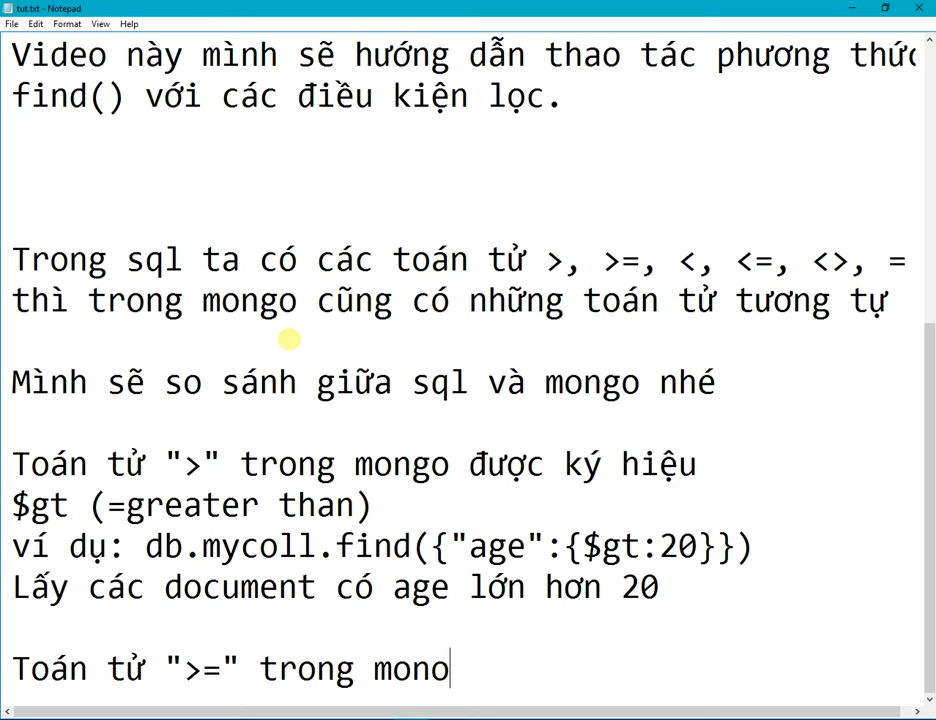 tut.txt - Notepad
File Edit Format View Help
Video này mình sẽ hướng dẫn thao tác phương thức
find() với các điều kiện lọc.
Trong sql ta có các toán tử >, >=, <, <=, <>, =
thì trong mongo cũng có những toán tử tương tự
Mình sẽ so sánh giữa sql và mongo nhé
Toán tử ">" trong mongo được ký hiệu
$gt (=greater than)
ví dụ: db.mycoll.find({"age":{$gt:20}})
Lấy các document có age lớn hơn 20
Toán tử ">=" trong mono